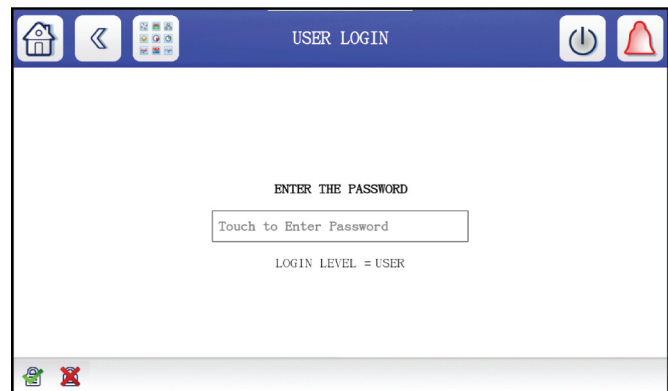 USER LOGIN
ENTER THE PASSWORD
Touch to Enter Password
LOGIN LEVEL = USER